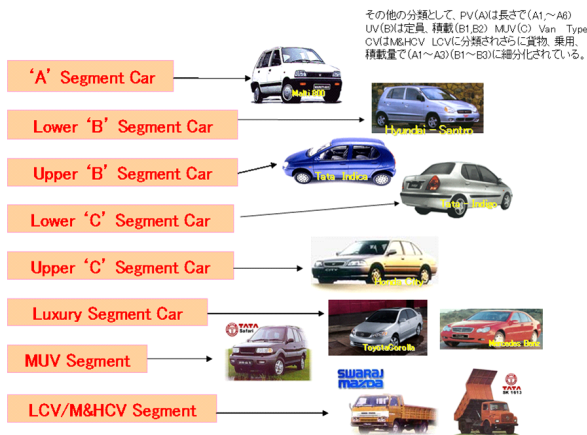 その他の分類として、PV(A)は長さで(A1,～A6)
UV(B)は定員、積載(B1,B2) MUV(C) Van Type
CVはM&HCV LCVに分類されさらに貨物、乗用、
積載量で(A1～A3)(B1～B3)に細分化されている。
‘A’ Segment Car
Lower ‘B’ Segment Car
Hyundai－Santro
Upper ‘B’ Segment Car
Tata Indica
Lower ‘C’ Segment Car
Tata－Indigo
Upper ‘C’ Segment Car
Honda City
Luxury Segment Car
ToyotaCorolla
Mercedes Benz
TATA
Safari
MUV Segment
SWARAJ
mazda
TATA
LCV/M&HCV Segment